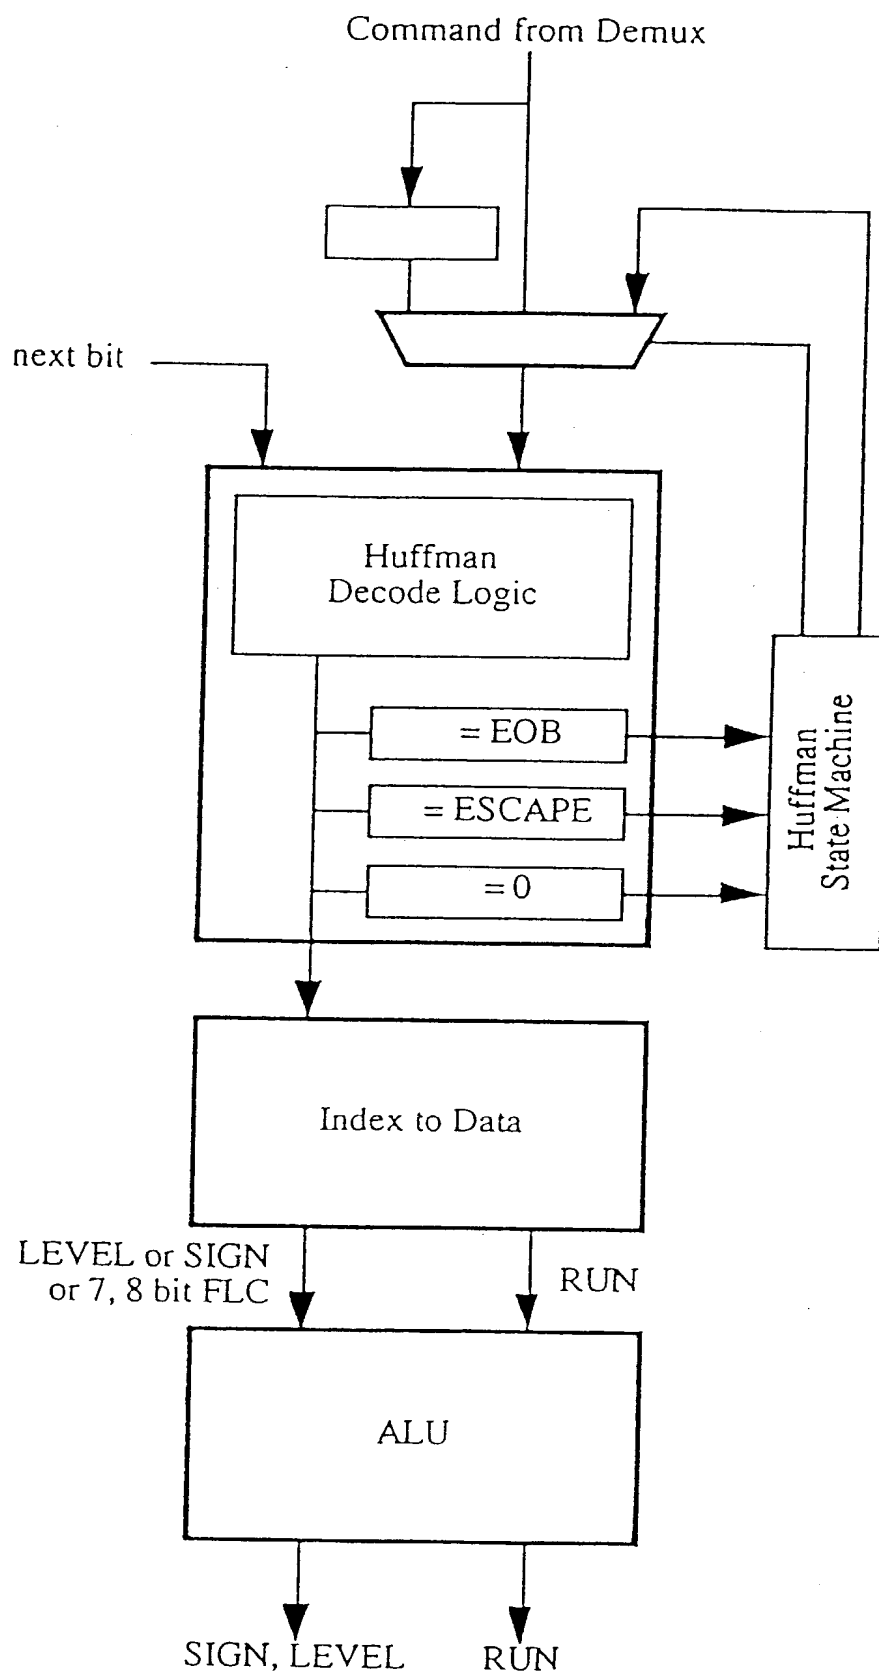 Command from Demux
next bit
Huffman
Decode Logic
= EOB
= ESCAPE
= 0
Huffman
State Machine
Index to Data
LEVEL or SIGN
or 7, 8 bit FLC
RUN
ALU
SIGN, LEVEL
RUN